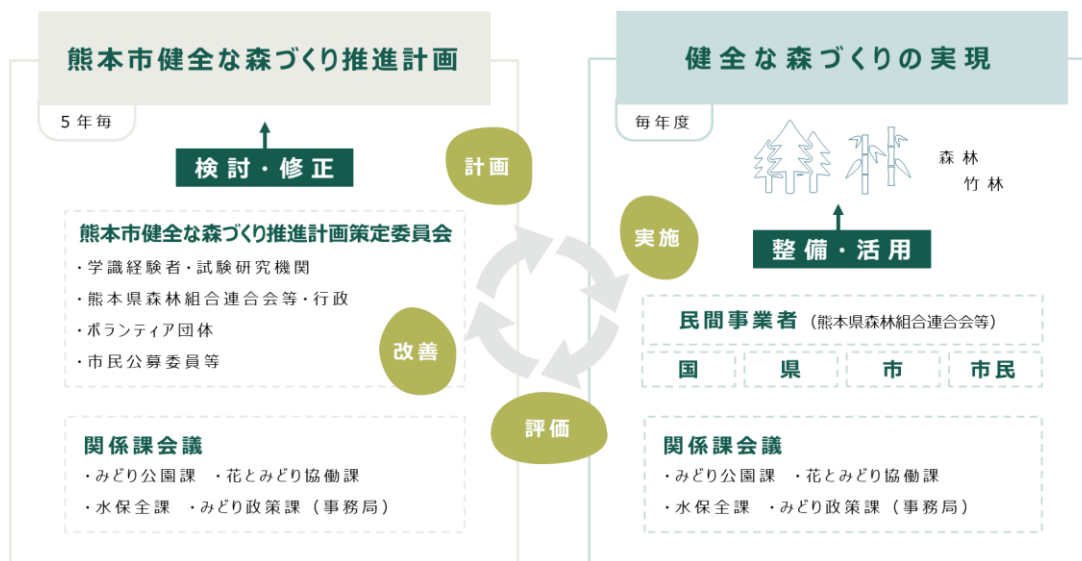 熊本市健全な森づくり推進計画
5年毎
検討・修正
熊本市健全な森づくり推進計画策定委員会
・学識経験者・試験研究機関
・熊本県森林組合連合会等・行政
・ボランティア団体
・市民公募委員等
関係課会議
・みどり公園課 ・花とみどり協働課
・水保全課 ・みどり政策課(事務局)
計画
実施
評価
改善
健全な森づくりの実現
毎年度
森林
竹林
整備・活用
民間事業者(熊本県森林組合連合会等)
国 県 市 市民
関係課会議
・みどり公園課 ・花とみどり協働課
・水保全課 ・みどり政策課(事務局)